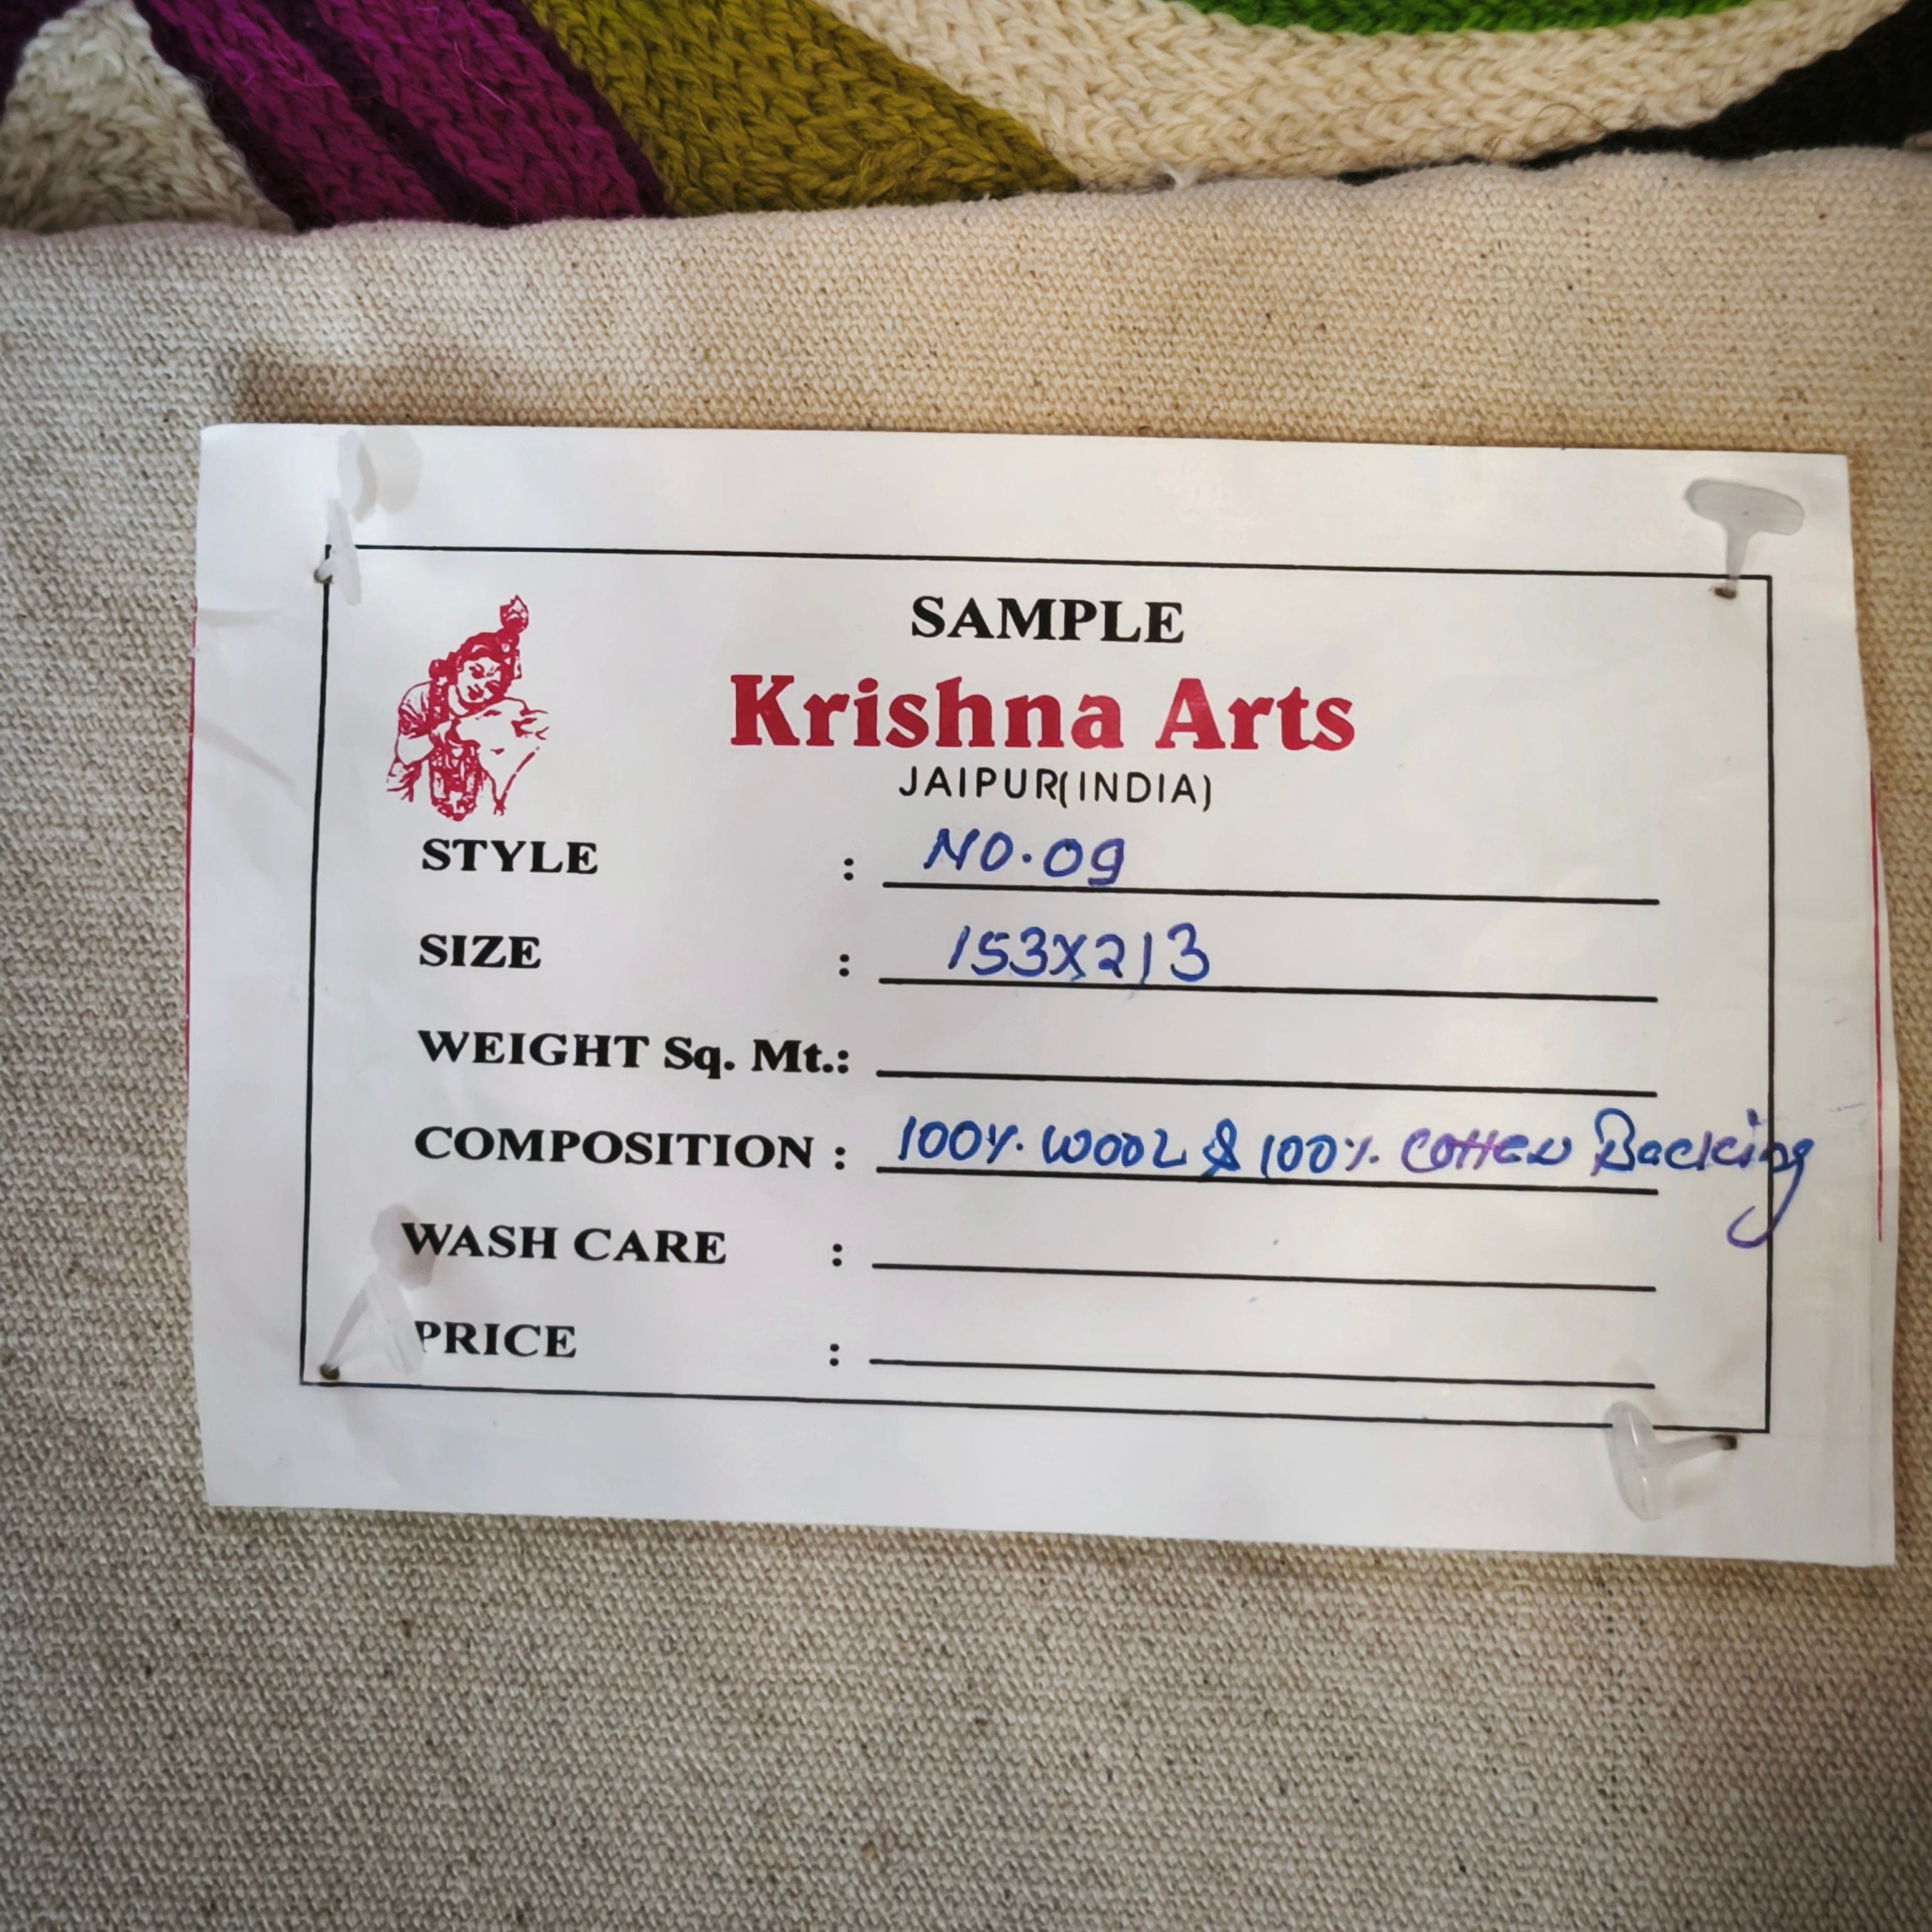 SAMPLE
Krishna Arts
JAIPUR(INDIA)
STYLE : NO.09
SIZE : 153X213
WEIGHT Sq. Mt.:
COMPOSITION : 100%. WOOL & 100%. Cotten Backing
WASH CARE :
PRICE :